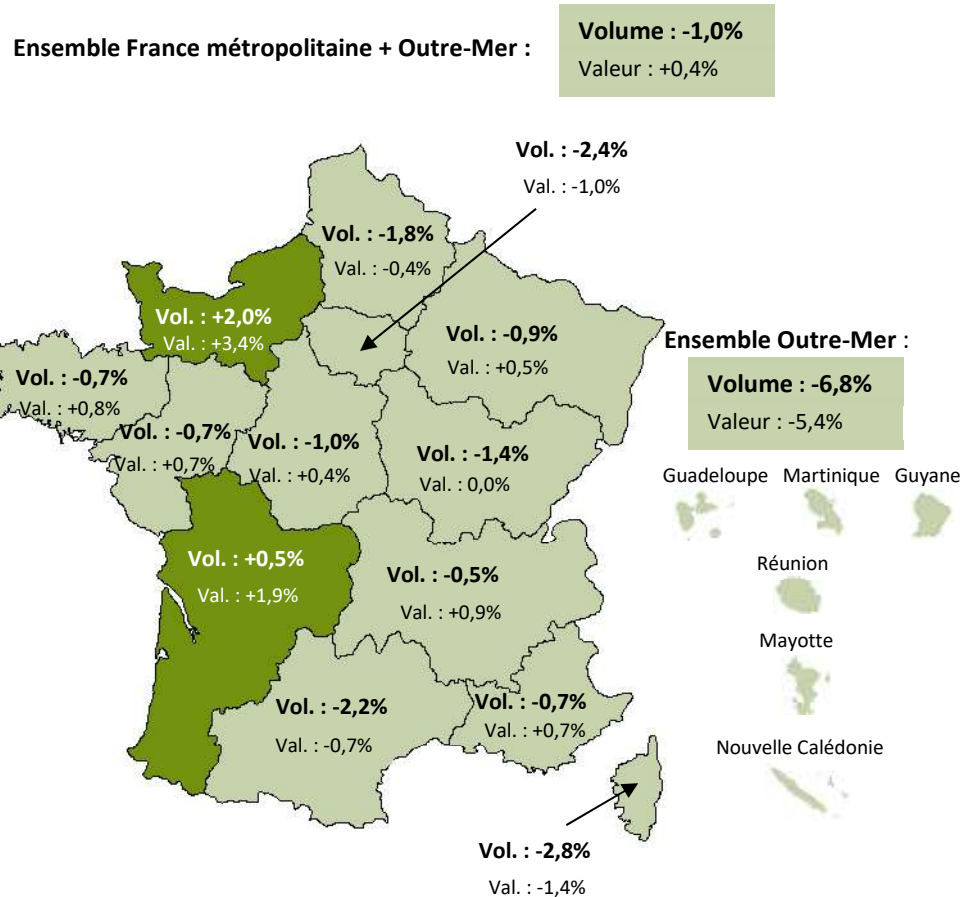 Ensemble France métropolitaine + Outre-Mer :
Volume : -1,0%
Valeur : +0,4%
Vol. : -2,4%
Val. : -1,0%
Vol. : -1,8%
Val. : -0,4%
Vol. : +2,0%
Val. : +3,4%
Vol. : -0,9%
Val. : +0,5%
Ensemble Outre-Mer :
Volume : -6,8%
Valeur : -5,4%
Vol. : -0,7%
Val. : +0,8%
Vol. : -0,7%
Val. : +0,7%
Vol. : -1,0%
Val. : +0,4%
Vol. : -1,4%
Val. : 0,0%
Guadeloupe Martinique Guyane
Vol. : +0,5%
Val. : +1,9%
Vol. : -0,5%
Val. : +0,9%
Réunion
Mayotte
Vol. : -2,2%
Val. : -0,7%
Vol. : -0,7%
Val. : +0,7%
Nouvelle Calédonie
Vol. : -2,8%
Val. : -1,4%